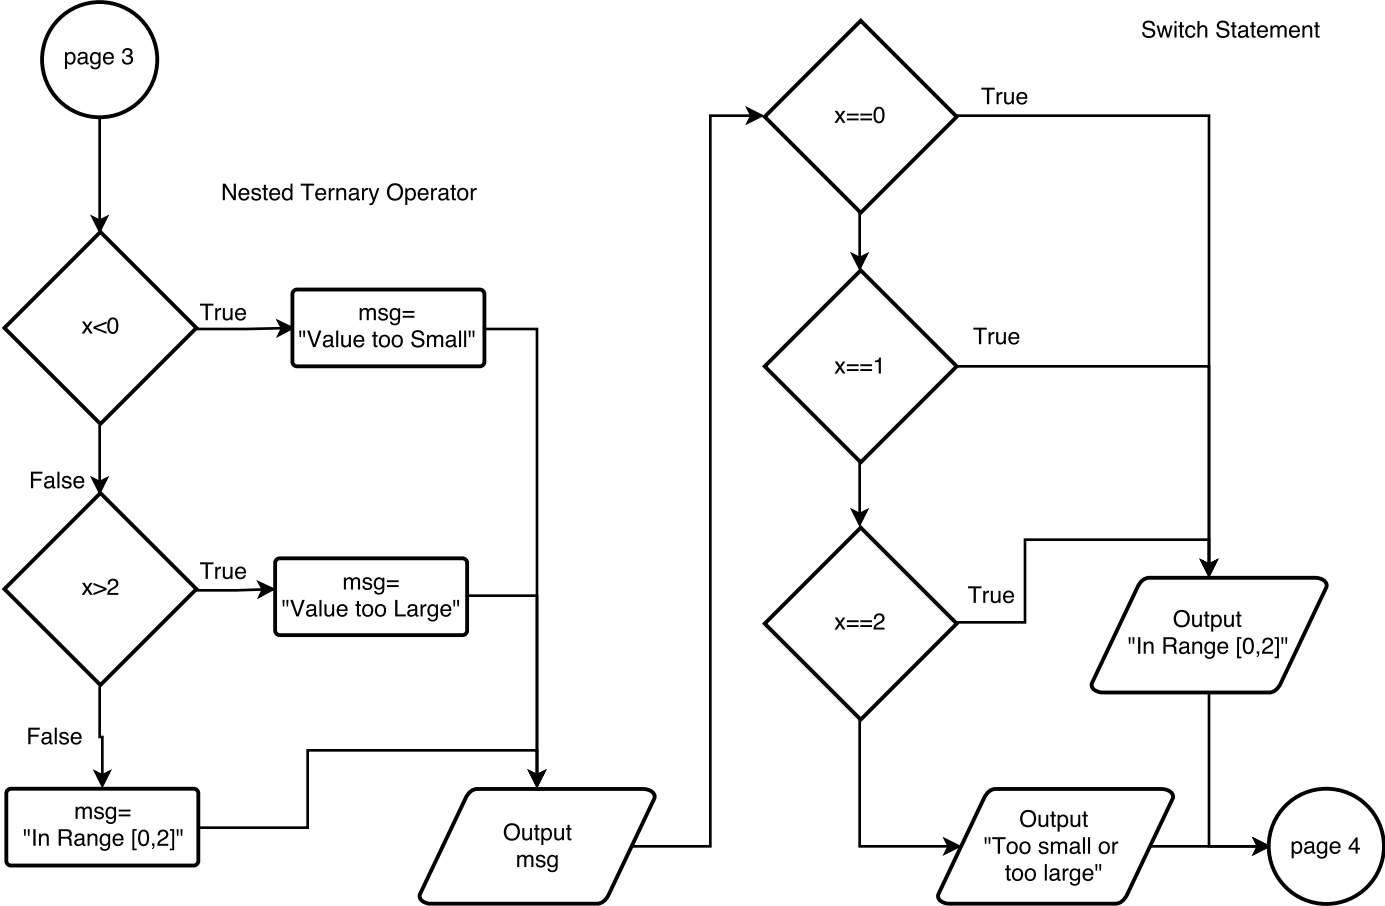 page 3
Nested Ternary Operator
x<0
True
msg=
"Value too Small"
False
x>2
True
msg=
"Value too Large"
False
msg=
"In Range [0,2]"
Output
msg
Switch Statement
x==0
True
x==1
True
x==2
True
Output
"In Range [0,2]"
Output
"Too small or
too large"
page 4